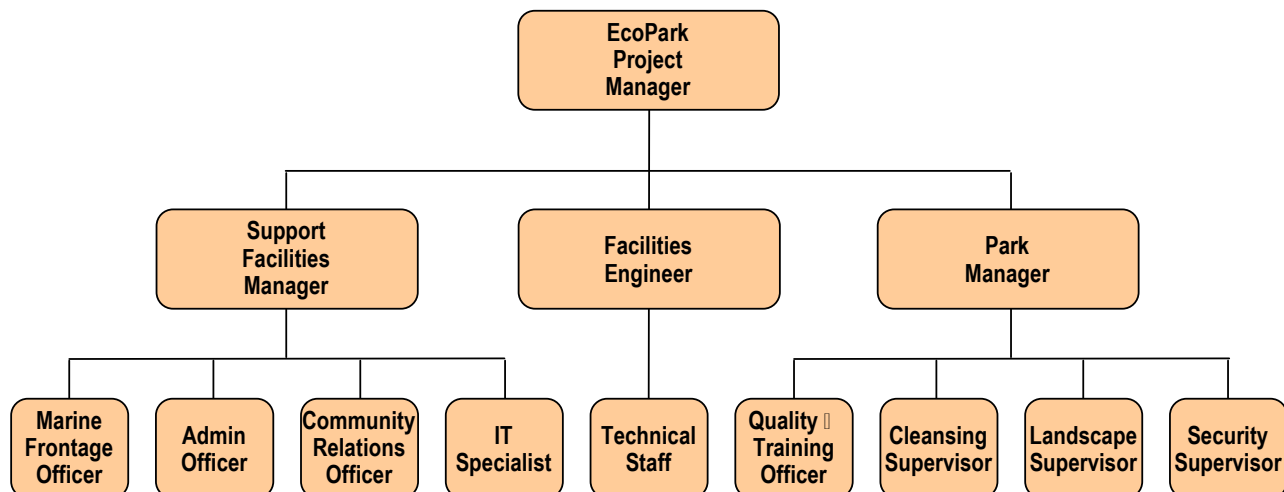 EcoPark
Project
Manager
Support
Facilities
Manager
Facilities
Engineer
Park
Manager
Marine
Frontage
Officer
Admin
Officer
Community
Relations
Officer
IT
Specialist
Technical
Staff
Quality
Training
Officer
Cleansing
Supervisor
Landscape
Supervisor
Security
Supervisor